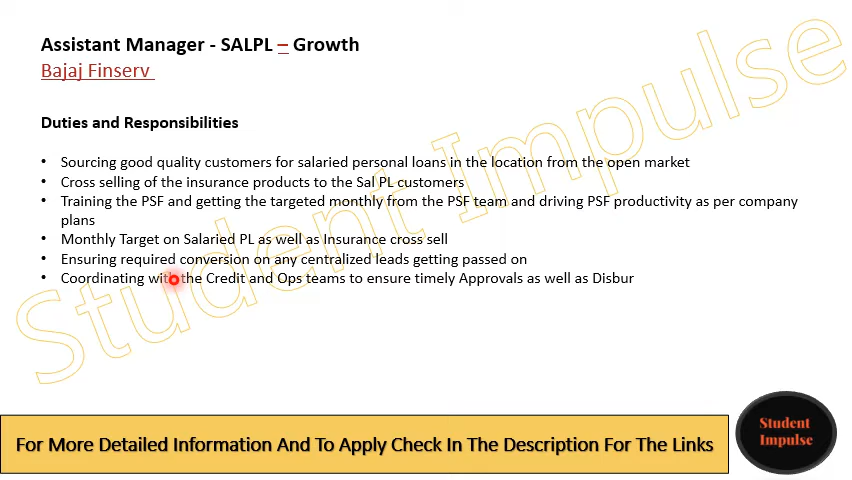 Assistant Manager - SALPL – Growth
Bajaj Finserv
Duties and Responsibilities
• Sourcing good quality customers for salaried personal loans in the location from the open market
• Cross selling of the insurance products to the Sal PL customers
• Training the PSF and getting the targeted monthly from the PSF team and driving PSF productivity as per company
plans
• Monthly Target on Salaried PL as well as Insurance cross sell
• Ensuring required conversion on any centralized leads getting passed on
• Coordinating with the Credit and Ops teams to ensure timely Approvals as well as Disbur
Student Impulse
For More Detailed Information And To Apply Check In The Description For The Links
Student
Impulse